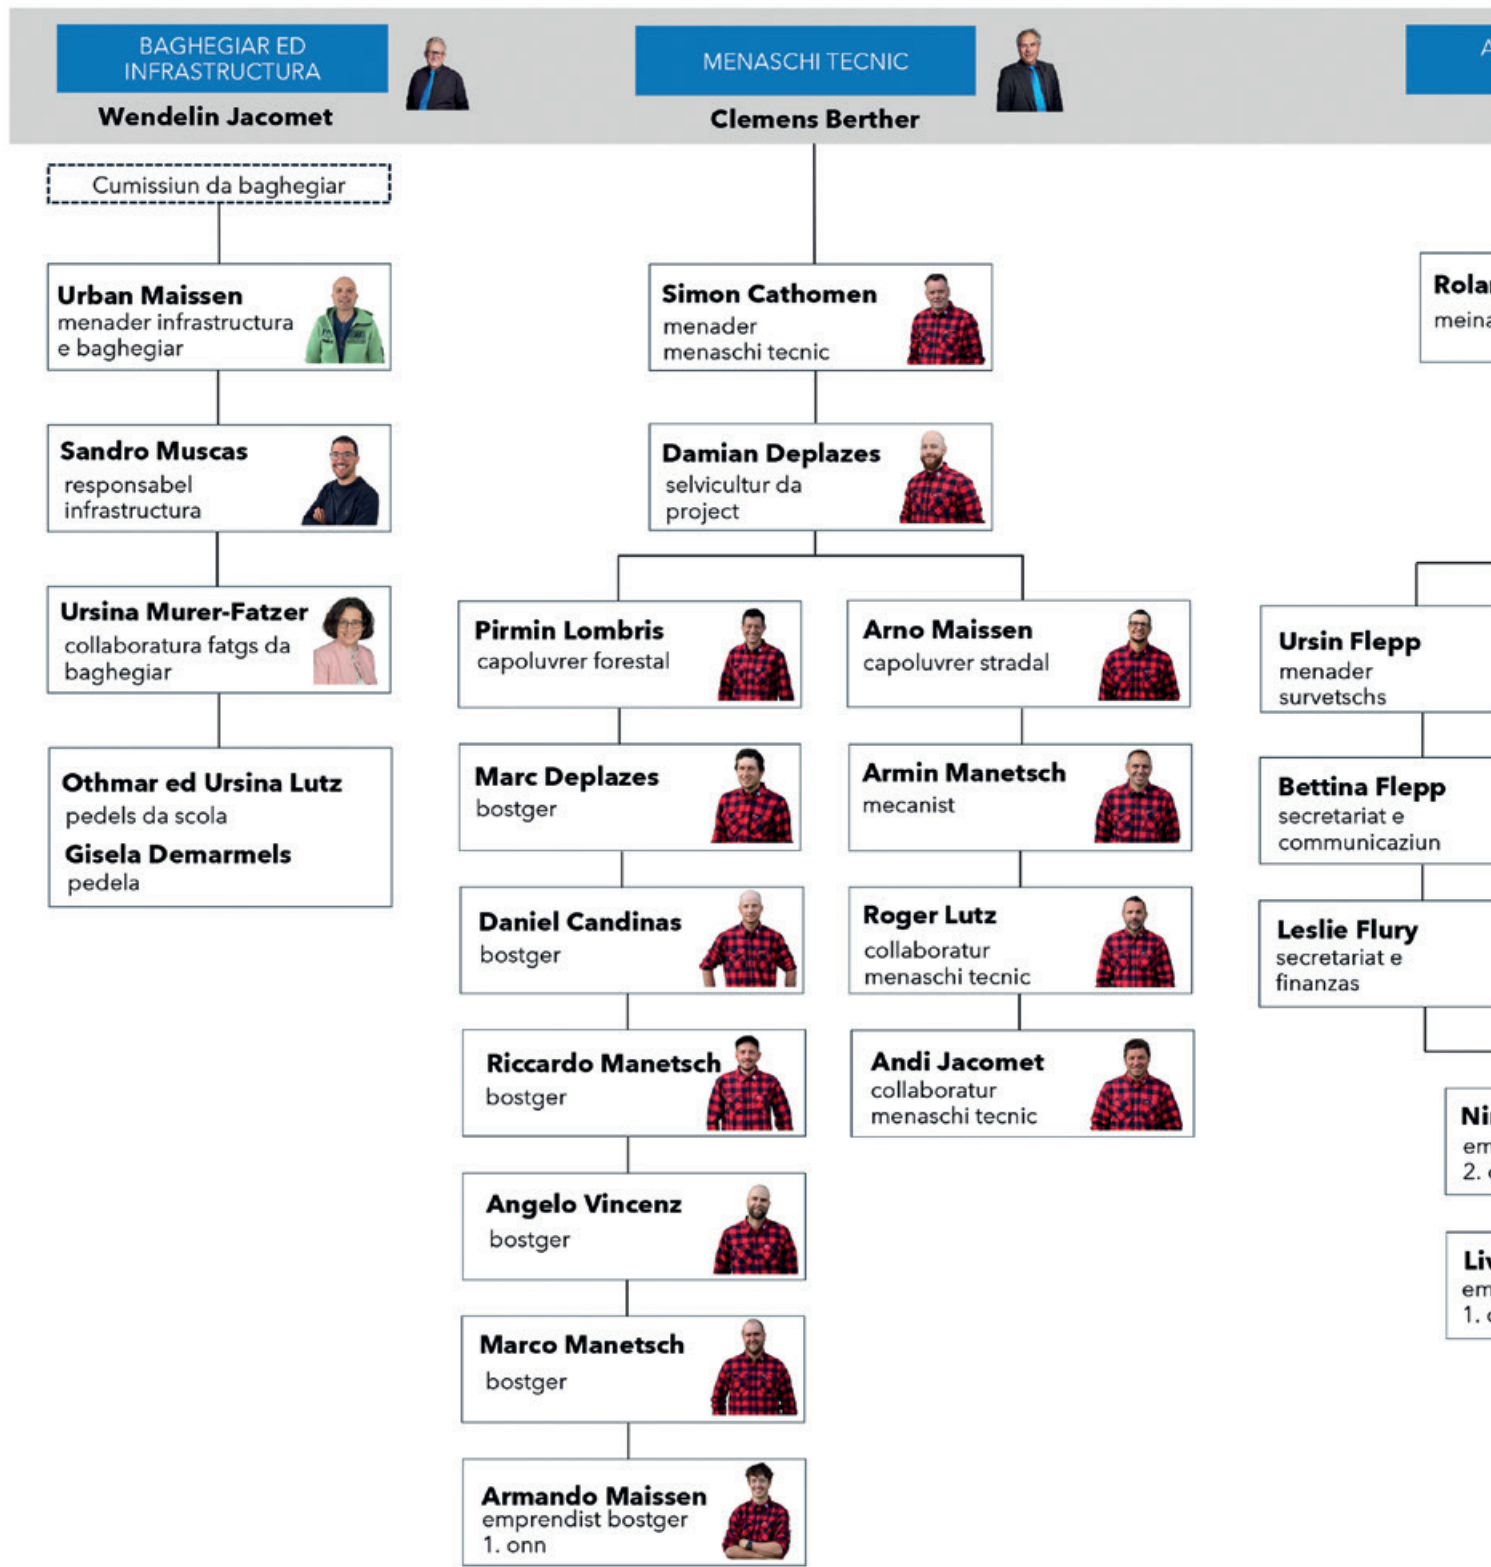 BAGHEGIAR ED
INFRASTRUCTURA
Wendelin Jacomet
Cumissiun da baghegiar
Urban Maissen
menader infrastructura
e baghegiar
Sandro Muscas
responsabel
infrastructura
Ursina Murer-Fatzer
collaboratura fatgs da
baghegiar
Othmar ed Ursina Lutz
pedels da scola
Gisela Demarmels
pedela
MENASCHI TECNIC
Clemens Berther
Simon Cathomen
menader
menaschi tecnic
Damian Deplazes
selvicultur da
project
Pirmin Lombris
capoluvrer forestal
Marc Deplazes
bostger
Daniel Candinas
bostger
Riccardo Manetsch
bostger
Angelo Vincenz
bostger
Marco Manetsch
bostger
Armando Maissen
emprendist bostger
1. onn
Arno Maissen
capoluvrer stradal
Armin Manetsch
mecanist
Roger Lutz
collaboratur
menaschi tecnic
Andi Jacomet
collaboratur
menaschi tecnic
Ursin Flepp
menader
survetschs
Bettina Flepp
secretariat e
communicaziun
Leslie Flury
secretariat e
finanzas
2.
1.